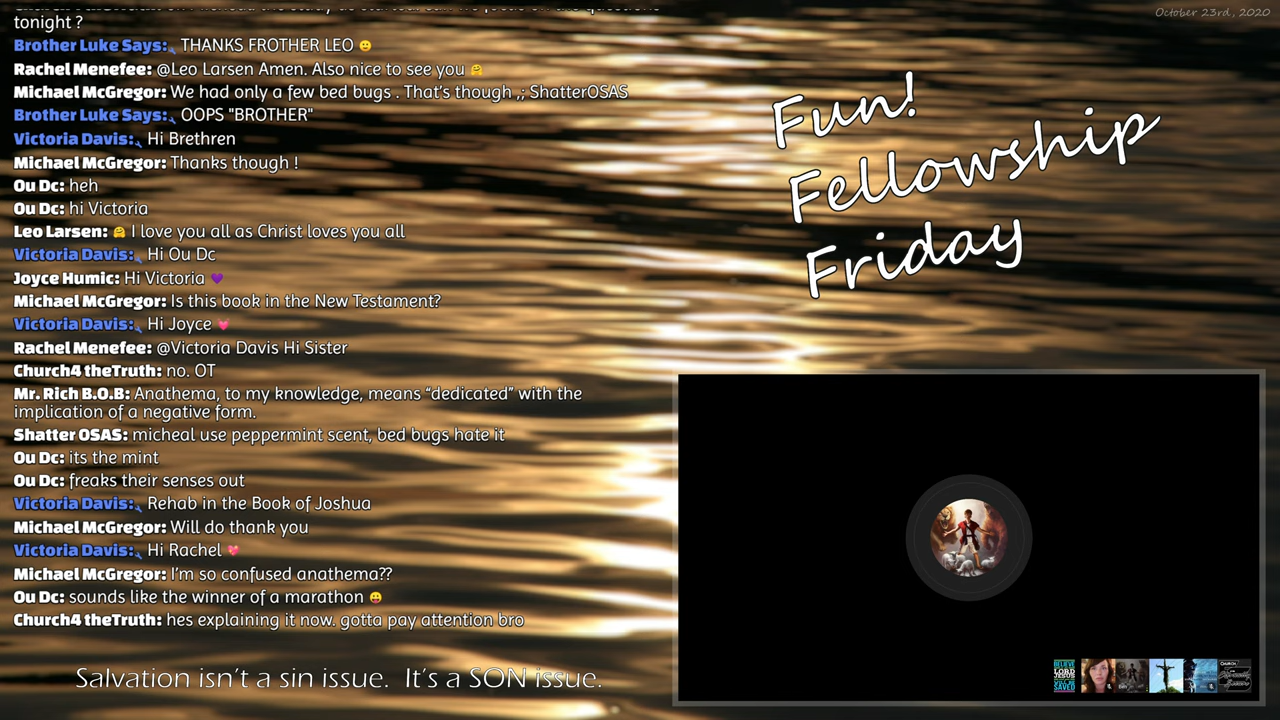 tonight ?
Brother Luke Says: THANKS FROTHER LEO 🙂
Rachel Menefee: @Leo Larsen Amen. Also nice to see you 🤗
Michael McGregor: We had only a few bed bugs . That's though ,; ShatterOSAS
Brother Luke Says: OOPS "BROTHER"
Victoria Davis: Hi Brethren
Michael McGregor: Thanks though !
Ou Dc: heh
Ou Dc: hi Victoria
Leo Larsen: 🤗 I love you all as Christ loves you all
Victoria Davis: Hi Ou Dc
Joyce Humic: Hi Victoria 💜
Michael McGregor: Is this book in the New Testament?
Victoria Davis: Hi Joyce 💓
Rachel Menefee: @Victoria Davis Hi Sister
Church4 theTruth: no. OT
Mr. Rich B.O.B: Anathema, to my knowledge, means “dedicated” with the
implication of a negative form.
Shatter OSAS: micheal use peppermint scent, bed bugs hate it
Ou Dc: its the mint
Ou Dc: freaks their senses out
Victoria Davis: Rehab in the Book of Joshua
Michael McGregor: Will do thank you
Victoria Davis: Hi Rachel 💓
Michael McGregor: I'm so confused anathema??
Ou Dc: sounds like the winner of a marathon 😛
Church4 theTruth: hes explaining it now. gotta pay attention bro
Salvation isn't a sin issue. It's a SON issue.
October 23rd, 2020
Fun!
Fellowship
Friday
BELIEVE
LORD
JESUS
SAVED